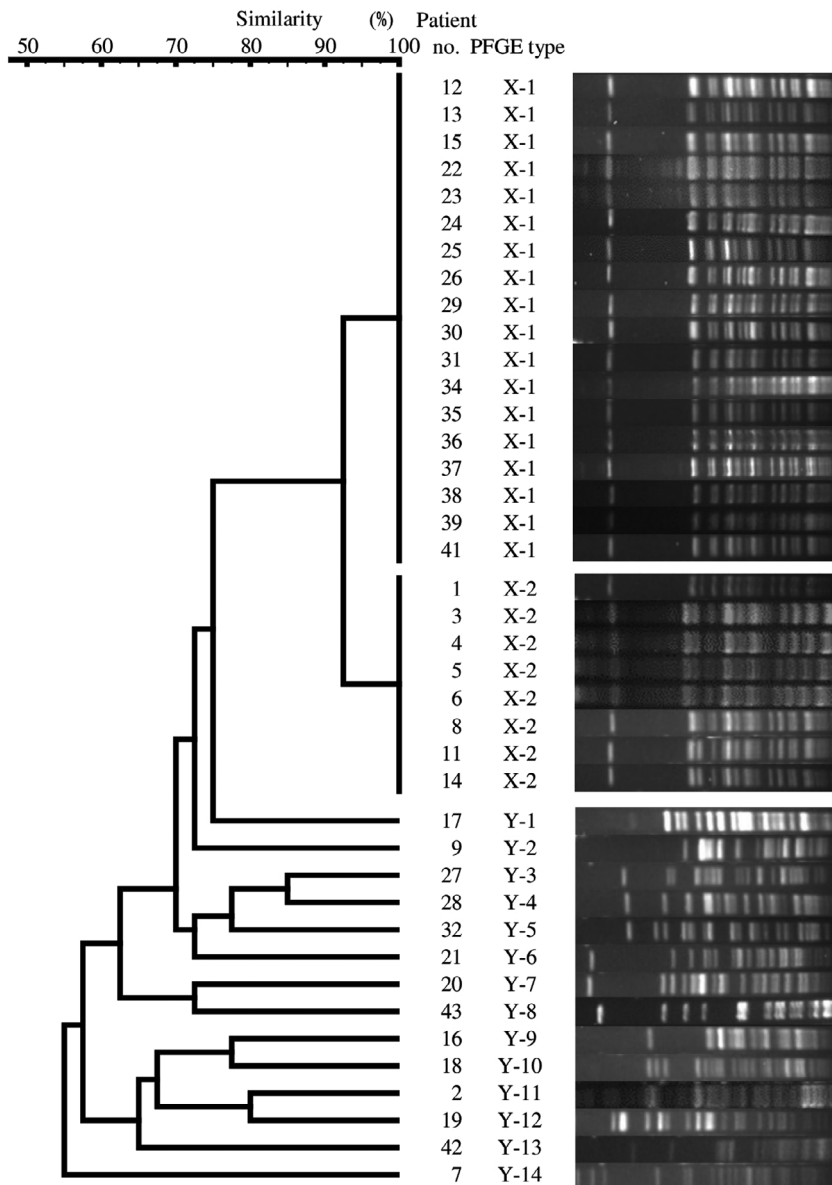 Similarity (%) Patient
50 60 70 80 90 100 no. PFGE type
12 X-1
13 X-1
15 X-1
22 X-1
23 X-1
24 X-1
25 X-1
26 X-1
29 X-1
30 X-1
31 X-1
34 X-1
35 X-1
36 X-1
37 X-1
38 X-1
39 X-1
41 X-1
1 X-2
3 X-2
4 X-2
5 X-2
6 X-2
8 X-2
11 X-2
14 X-2
17 Y-1
9 Y-2
27 Y-3
28 Y-4
32 Y-5
21 Y-6
20 Y-7
43 Y-8
16 Y-9
18 Y-10
2 Y-11
19 Y-12
42 Y-13
7 Y-14